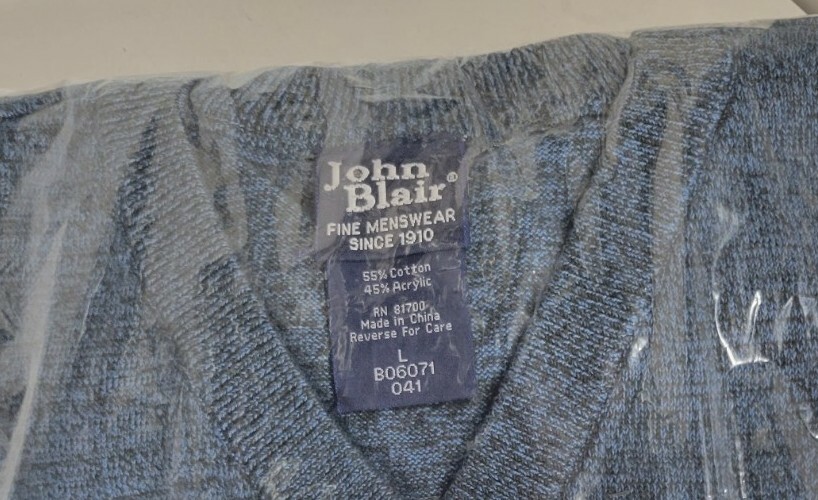 John
Blair®
FINE MENSWEAR
SINCE 1910
55% Cotton
45% Acrylic
RN 81700
Made in China
Reverse For Care
L
B06071
041